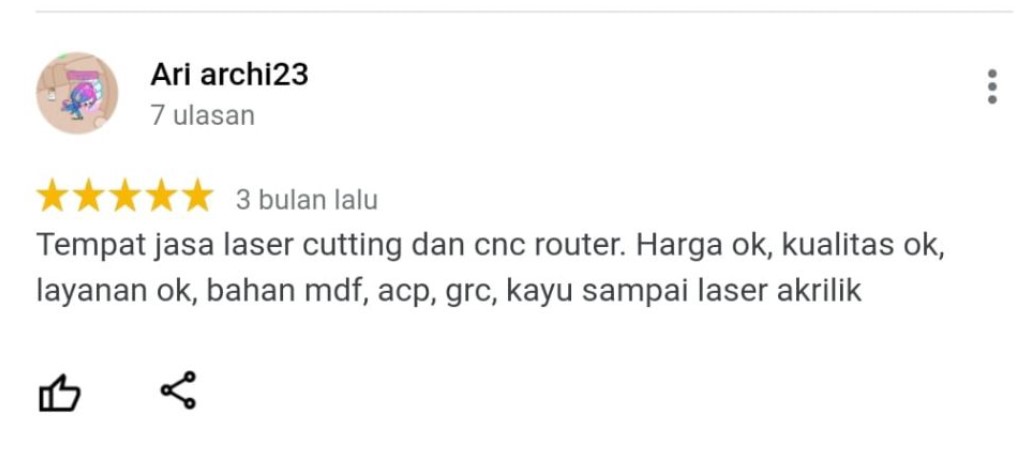 Ari archi23
7 ulasan
3 bulan lalu
Tempat jasa laser cutting dan cnc router. Harga ok, kualitas ok,
layanan ok, bahan mdf, acp, grc, kayu sampai laser akrilik